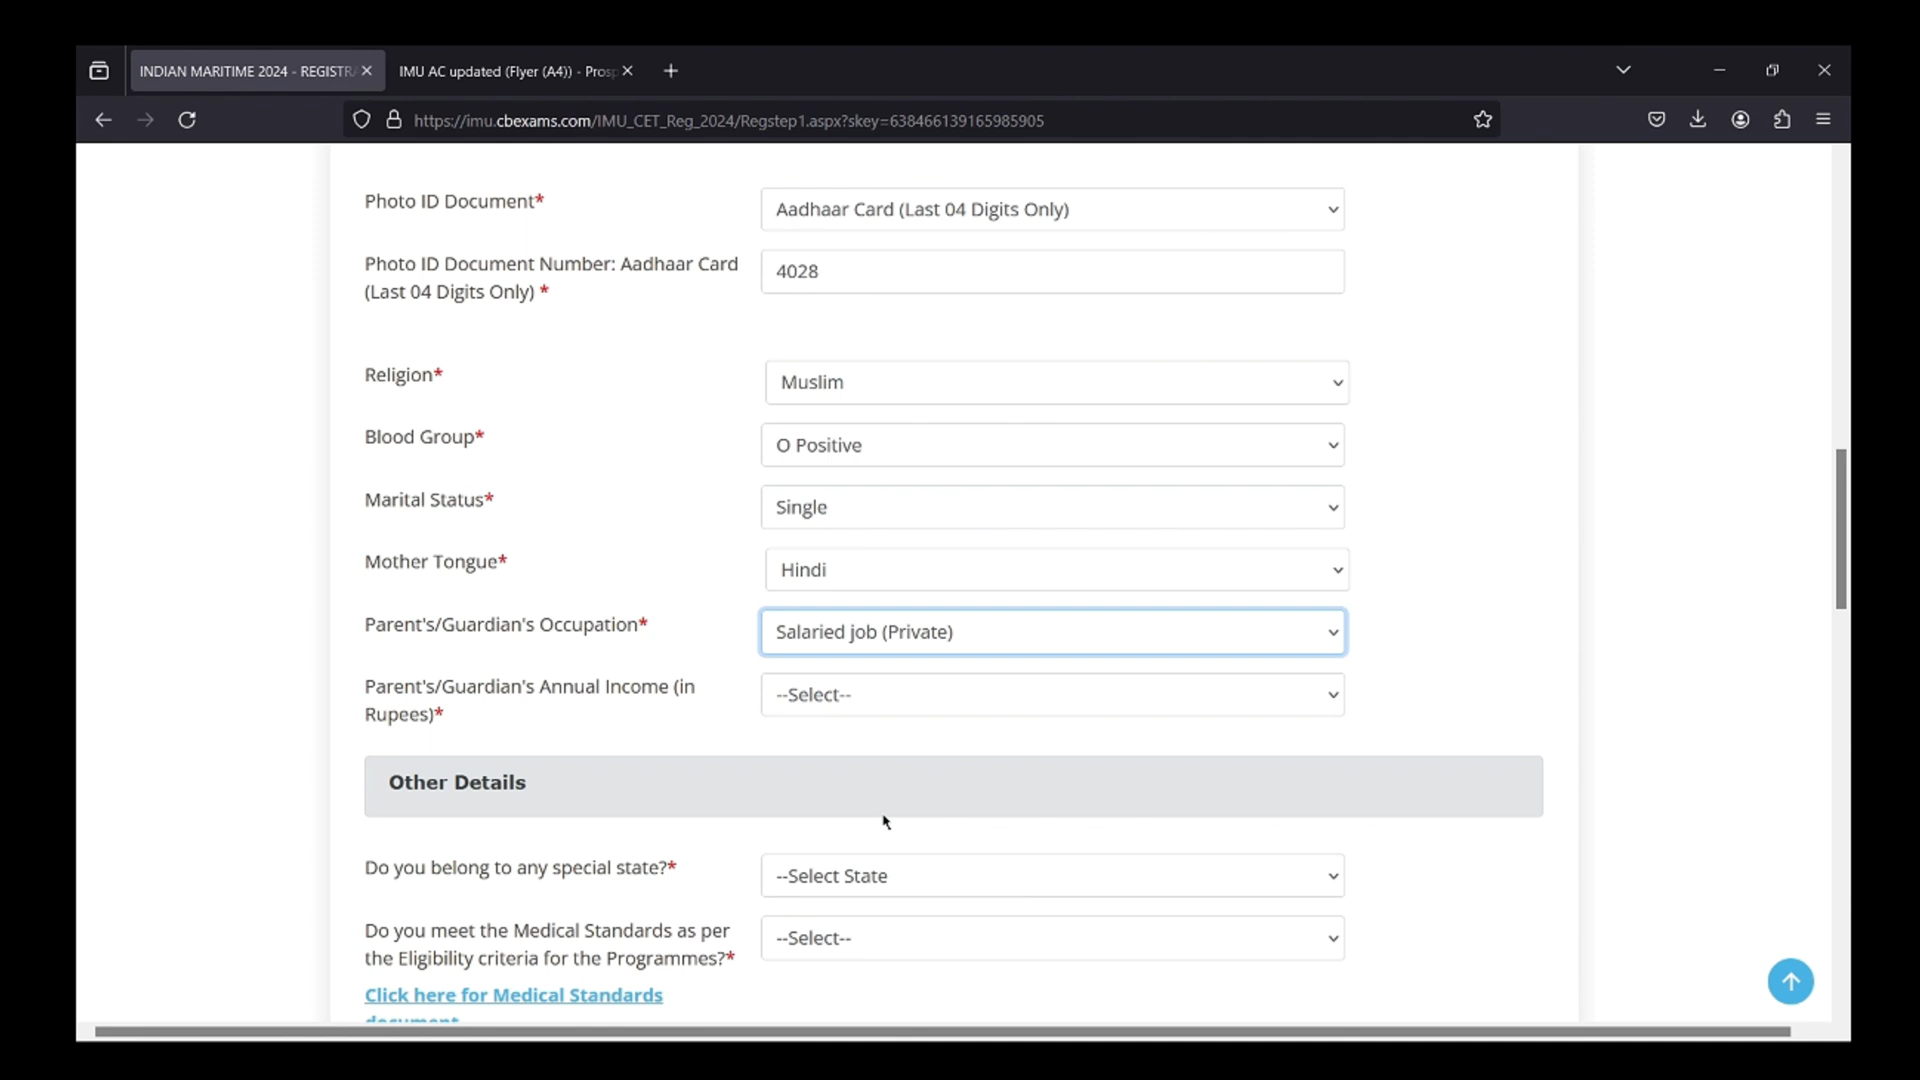 INDIAN MARITIME 2024 - REGISTRA
IMU AC updated (Flyer (A4)) - Prosp
https://imu.cbexams.com/IMU_CET_Reg_2024/Regstep1.aspx?skey=638466139165985905
Photo ID Document*
Aadhaar Card (Last 04 Digits Only)
Photo ID Document Number: Aadhaar Card
(Last 04 Digits Only) *
4028
Religion*
Muslim
Blood Group*
O Positive
Marital Status*
Single
Mother Tongue*
Hindi
Parent's/Guardian's Occupation*
Salaried job (Private)
Parent's/Guardian's Annual Income (in
Rupees)*
--Select--
Other Details
Do you belong to any special state?*
--Select State
Do you meet the Medical Standards as per
the Eligibility criteria for the Programmes?*
--Select--
Click here for Medical Standards
document